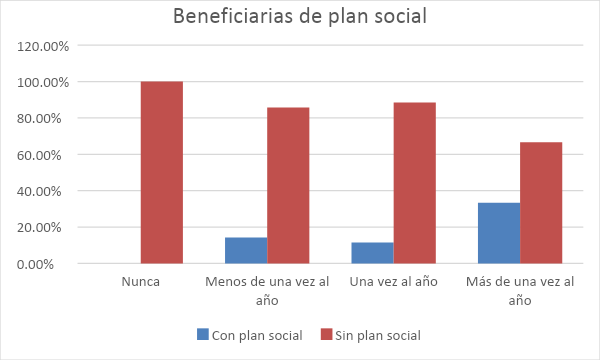 Beneficiarias de plan social
120.00%
100.00%
80.00%
60.00%
40.00%
20.00%
0.00%
Nunca
Menos de una vez al
año
Una vez al año
Más de una vez al
año
Con plan social
Sin plan social